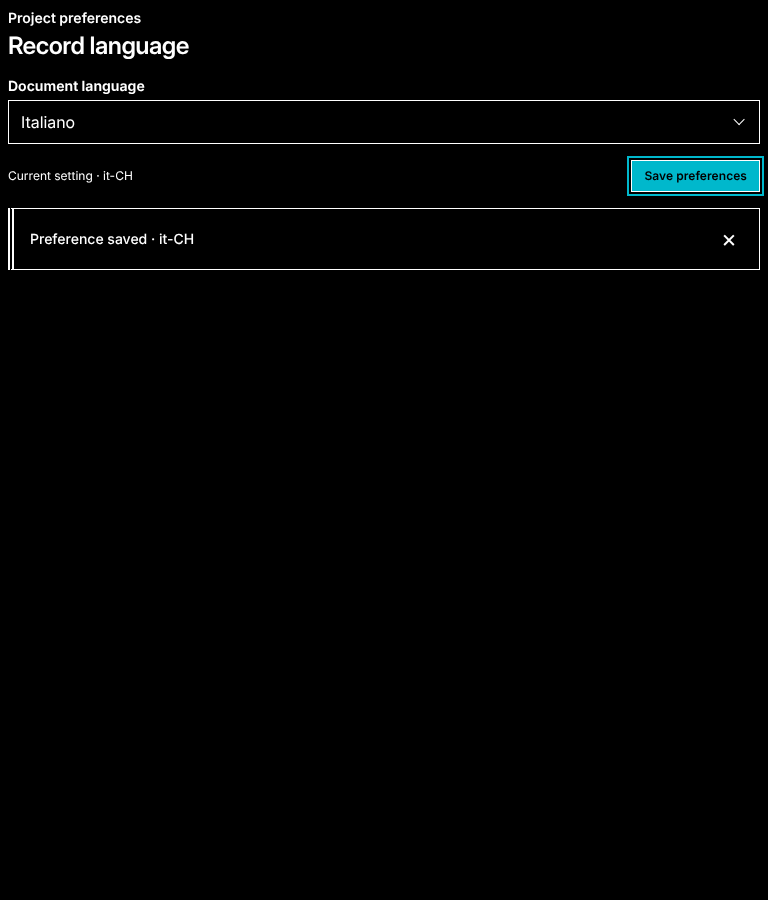 Project preferences
Record language
Document language
Italiano
Current setting · it-CH
Save preferences
Preference saved · it-CH